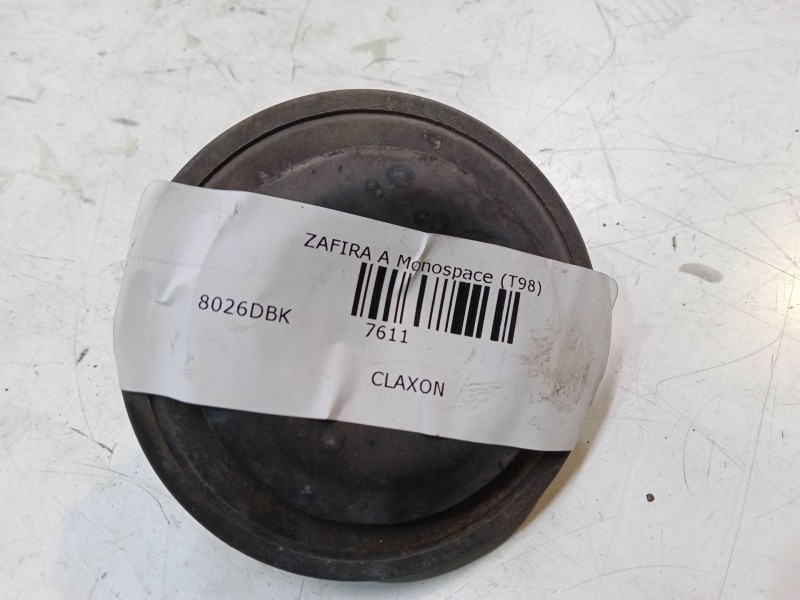 ZAFIRA A Monospace (T98)
8026DBK
7611
CLAXON